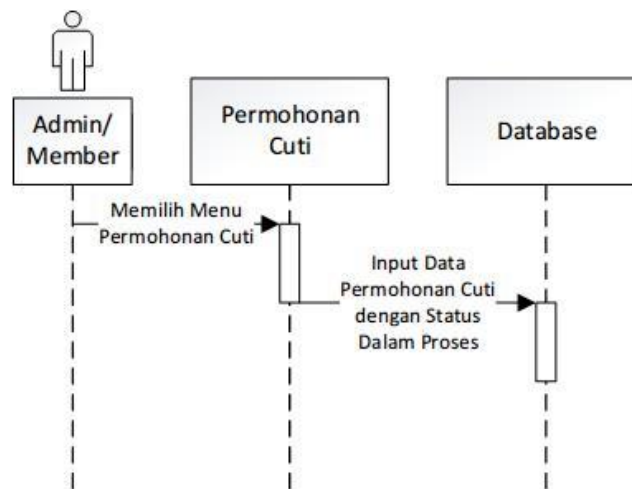 Admin/
Member
Permohonan
Cuti
Database
Memilih Menu
Permohonan Cuti
Input Data
Permohonan Cuti
dengan Status
Dalam Proses